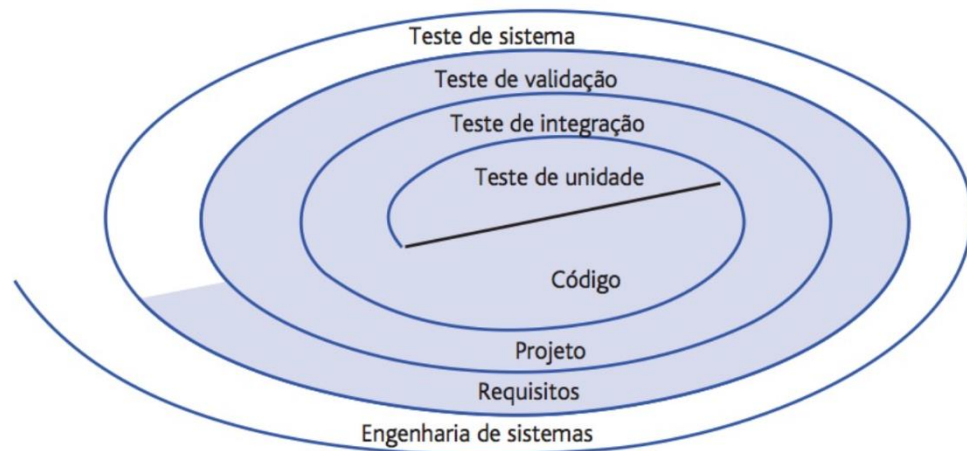 Teste de sistema
Teste de validação
Teste de integração
Teste de unidade
Código
Projeto
Requisitos
Engenharia de sistemas